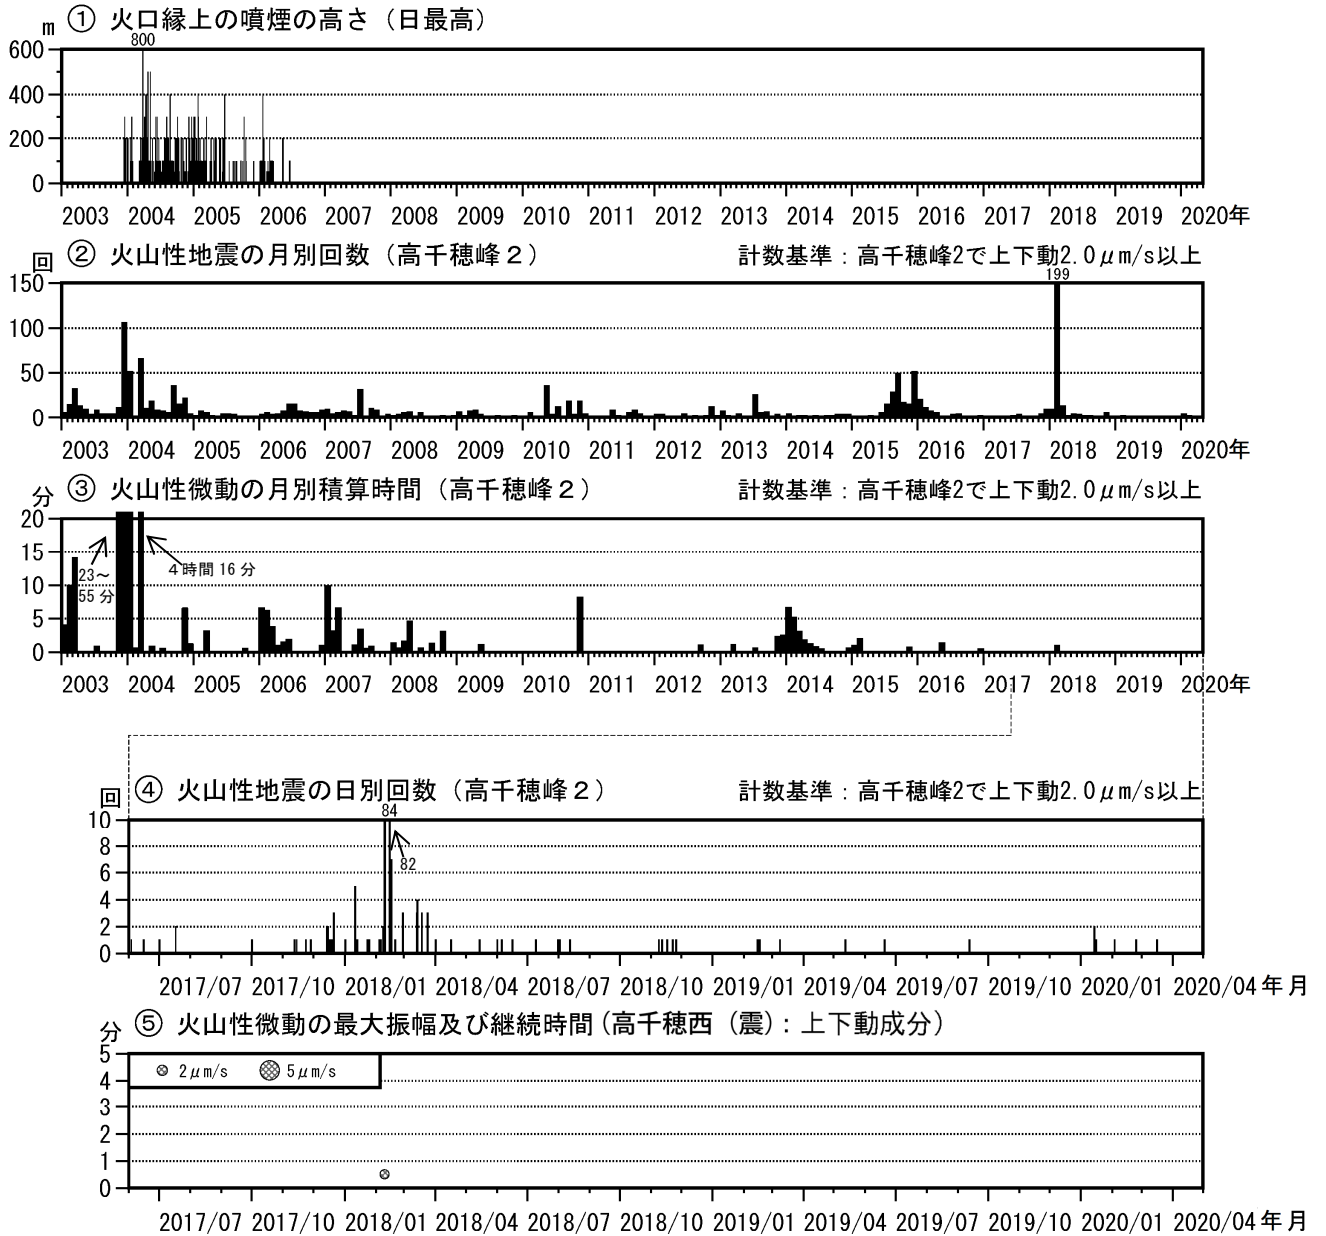 m ① 火口縁上の噴煙の高さ（日最高）
800
600
400
200
0
2003 2004 2005 2006 2007 2008 2009 2010 2011 2012 2013 2014 2015 2016 2017 2018 2019 2020年
回 ② 火山性地震の月別回数（高千穂峰２） 計数基準：高千穂峰2で上下動2.0μm/s以上
199
150
100
50
0
2003 2004 2005 2006 2007 2008 2009 2010 2011 2012 2013 2014 2015 2016 2017 2018 2019 2020年
分 ③ 火山性微動の月別積算時間（高千穂峰２） 計数基準：高千穂峰2で上下動2.0μm/s以上
20
15
４時間16分
23～
10
55分
5
0
2003 2004 2005 2006 2007 2008 2009 2010 2011 2012 2013 2014 2015 2016 2017 2018 2019 2020年
回 ④ 火山性地震の日別回数（高千穂峰２） 計数基準：高千穂峰2で上下動2.0μm/s以上
84
10
8
82
6
4
2
0
2017/07 2017/10 2018/01 2018/04 2018/07 2018/10 2019/01 2019/04 2019/07 2019/10 2020/01 2020/04年月
分 ⑤ 火山性微動の最大振幅及び継続時間(高千穂西（震)：上下動成分）
5
2μm/s 5μm/s
4
3
2
1
0
2017/07 2017/10 2018/01 2018/04 2018/07 2018/10 2019/01 2019/04 2019/07 2019/10 2020/01 2020/04年月